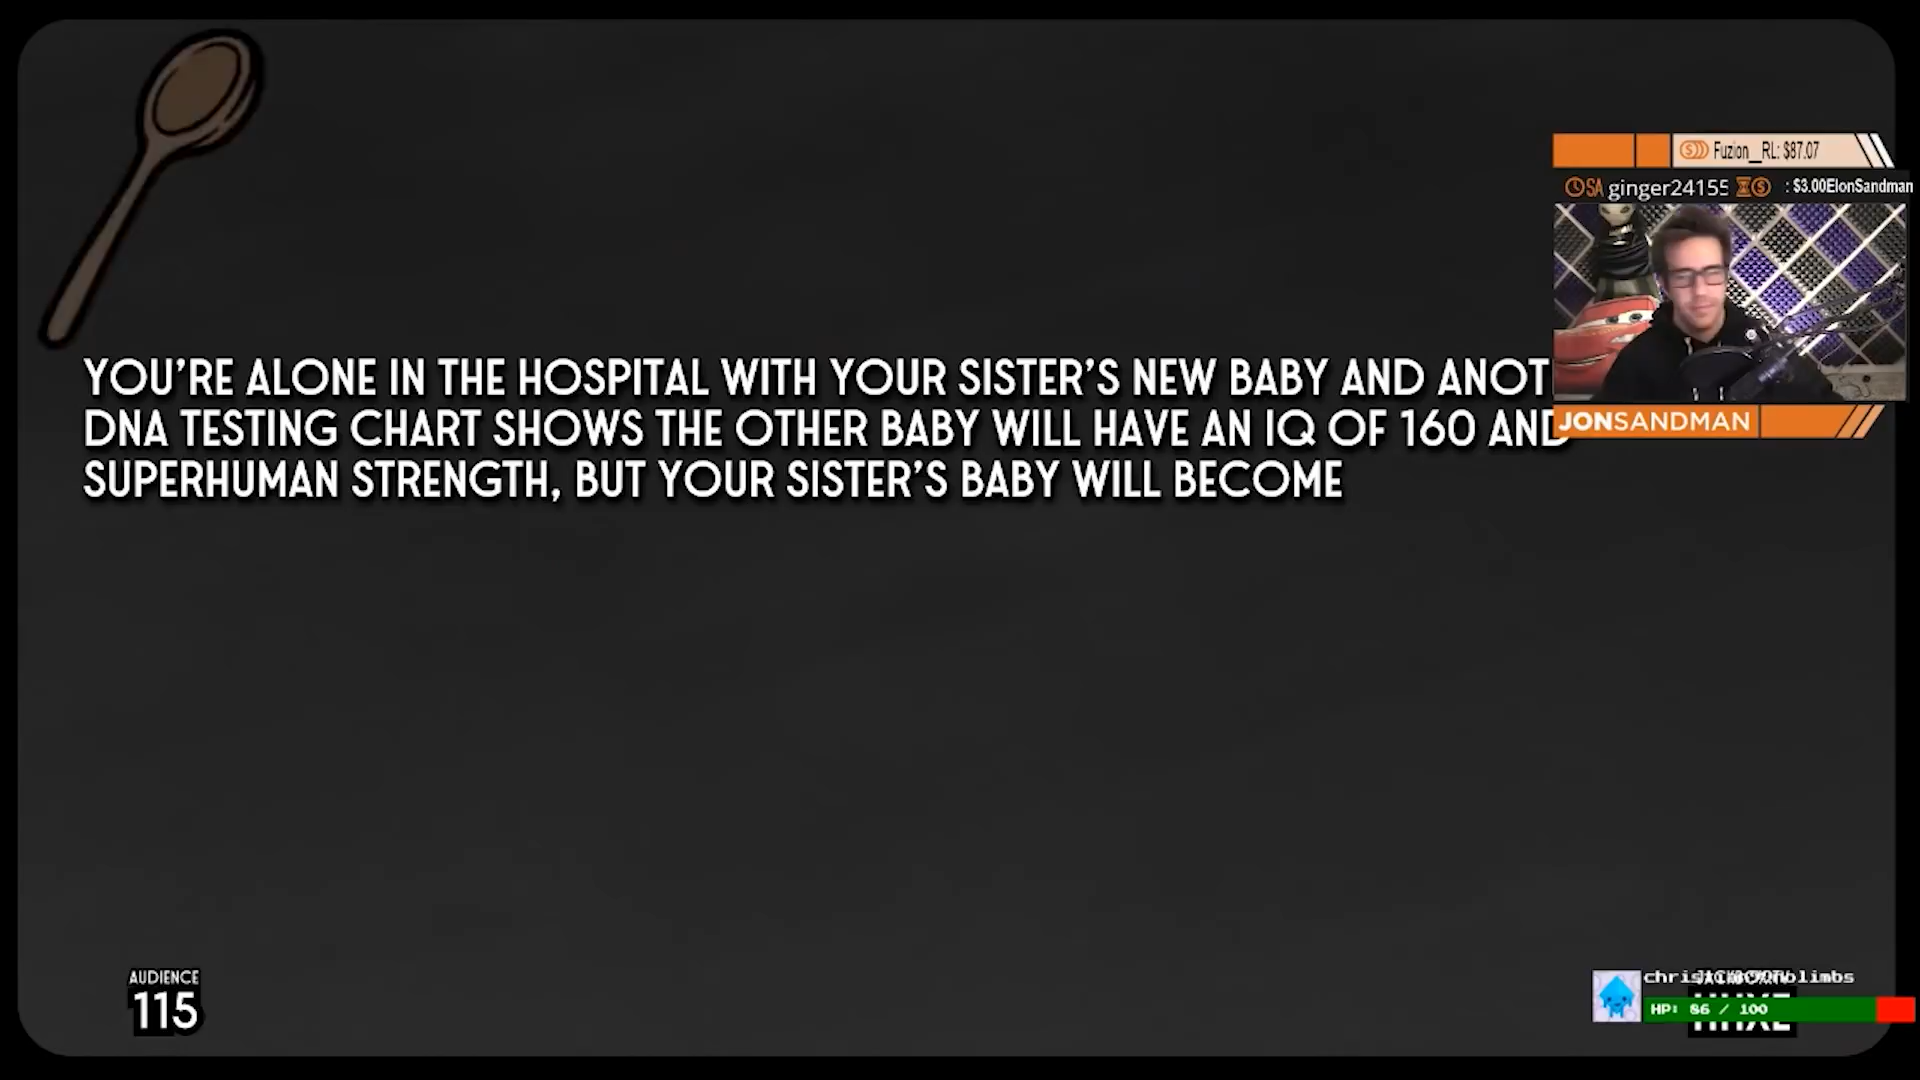 Fuzion__RL: $87.07
SA ginger24155 : $3.00ElonSandman
YOU'RE ALONE IN THE HOSPITAL WITH YOUR SISTER'S NEW BABY AND ANOT
DNA TESTING CHART SHOWS THE OTHER BABY WILL HAVE AN IQ OF 160 AND
JONSANDMAN
SUPERHUMAN STRENGTH, BUT YOUR SISTER'S BABY WILL BECOME
AUDIENCE
115
HP: 86 / 100